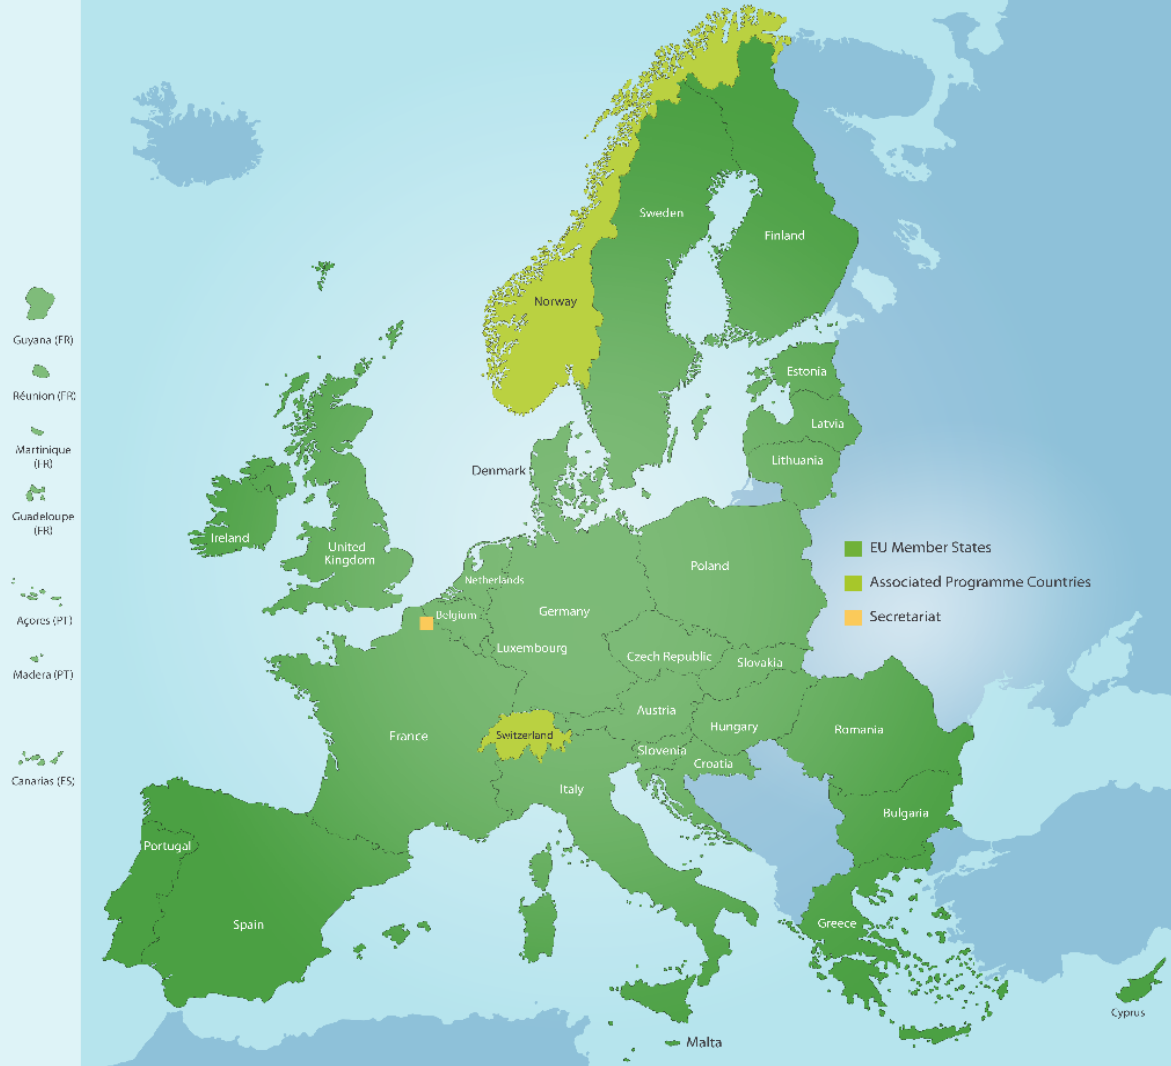 Guyana (FR)
Réunion (FR)
Martinique
(FR)
Guadeloupe
(FR)
Açores (PT)
Madera (PT)
Canarias (ES)
Sweden
Finland
Norway
Estonia
Latvia
Lithuania
Denmark
Ireland
United
Kingdom
Netherlands
Belgium
Luxembourg
Germany
Poland
Czech Republic
Slovakia
Austria
Hungary
Romania
France
Switzerland
Slovenia
Croatia
Italy
Bulgaria
Portugal
Spain
Greece
Cyprus
Malta
EU Member States
Associated Programme Countries
Secretariat